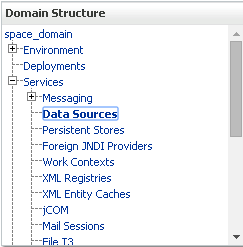 Domain Structure
space_domain
Environment
Deployments
Services
Messaging
Data Sources
Persistent Stores
Foreign JNDI Providers
Work Contexts
XML Registries
XML Entity Caches
jCOM
Mail Sessions
File T3